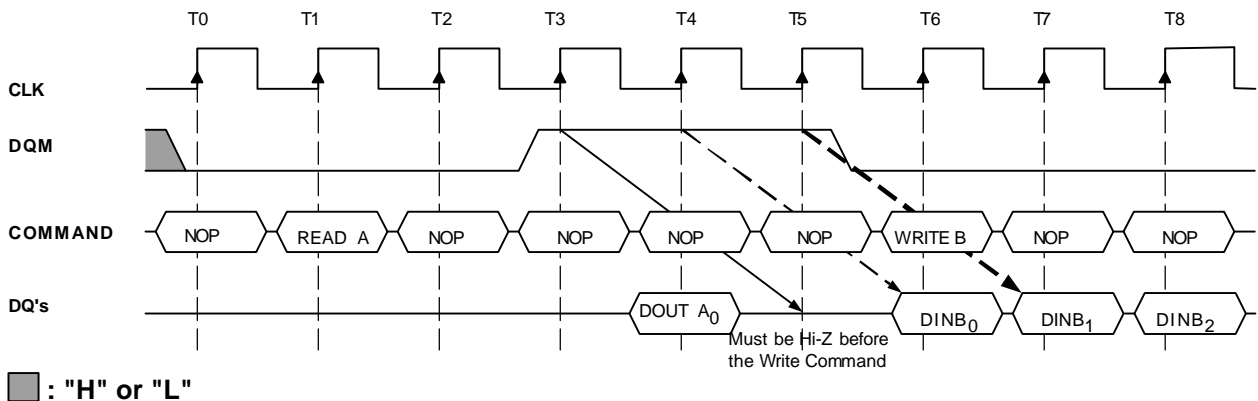 T0 T1 T2 T3 T4 T5 T6 T7 T8
CLK
DQM
COMMAND NOP READ A NOP NOP NOP NOP WRITE B NOP NOP
DQ's DOUT A0 DINB0 DINB1 DINB2
Must be Hi-Z before
the Write Command
: "H" or "L"